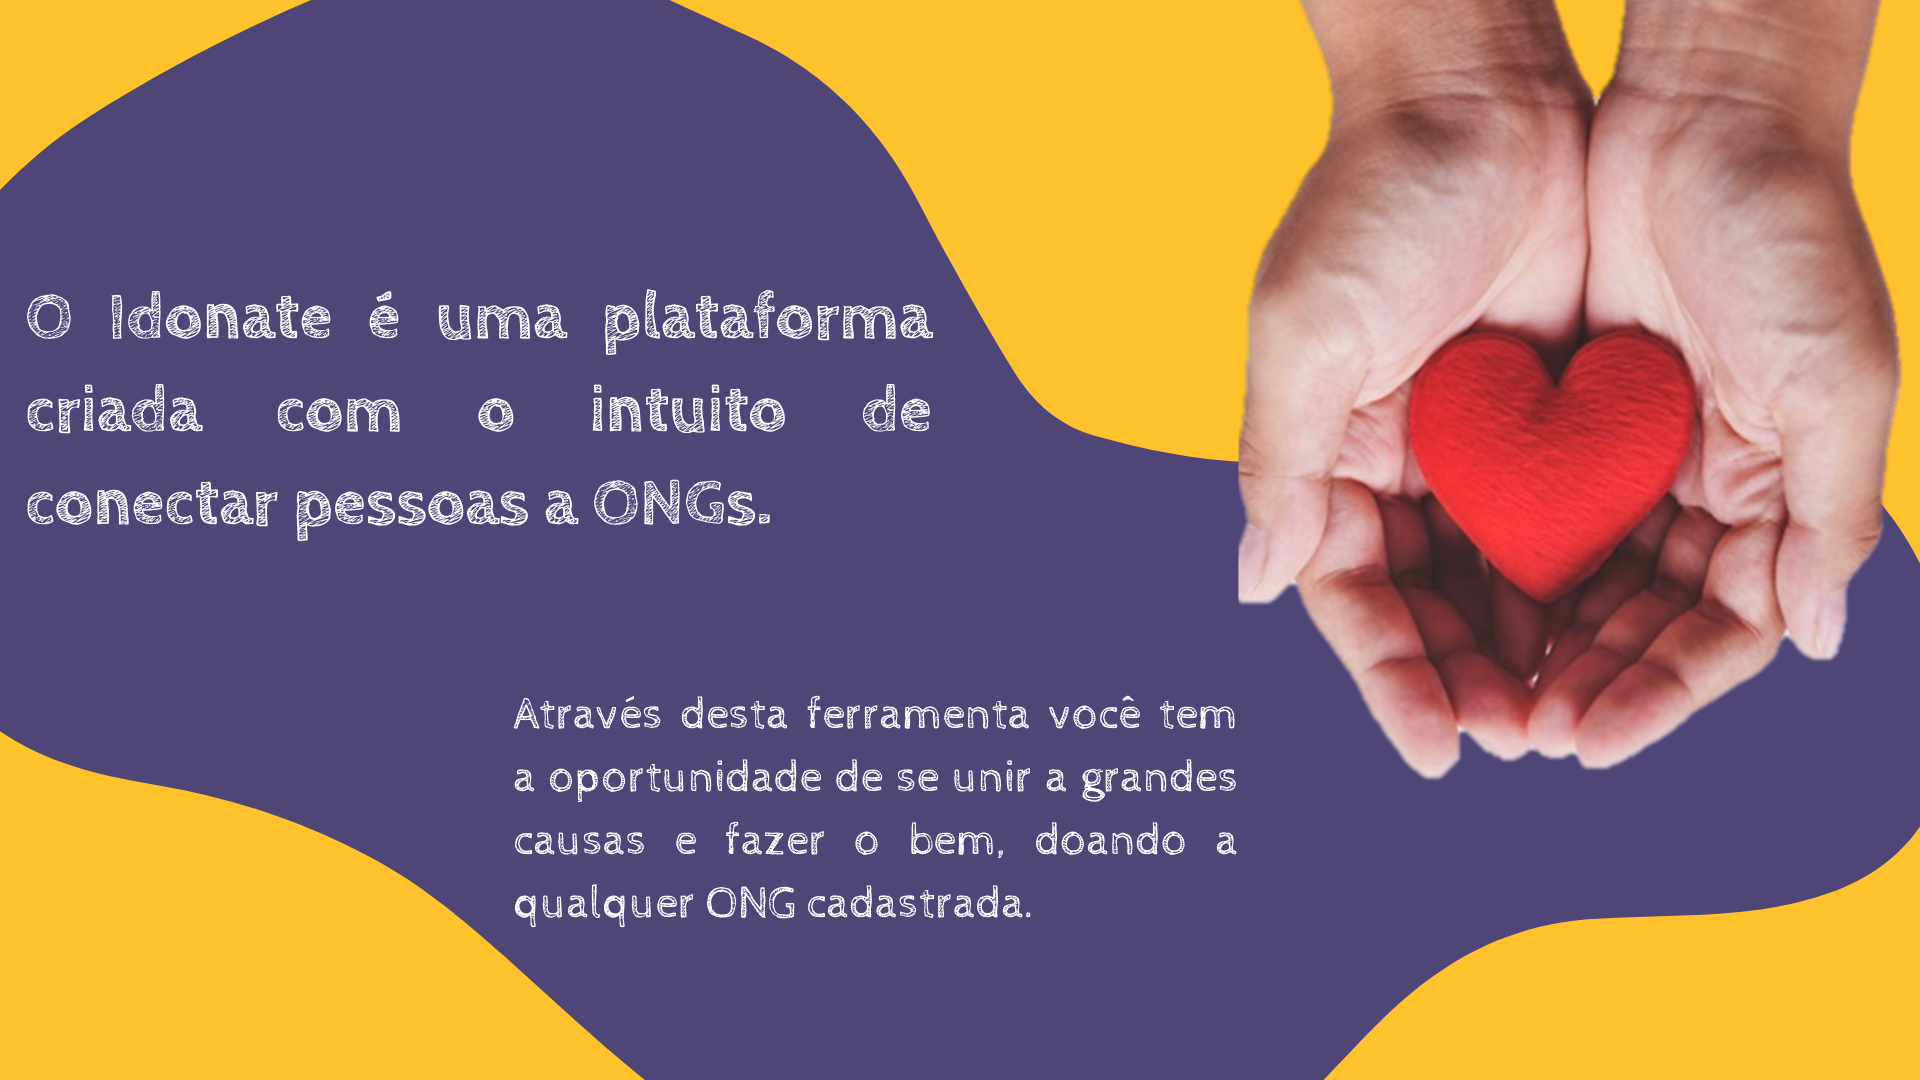 O Idonate é uma plataforma
criada com o intuito de
conectar pessoas a ONGs.
Através desta ferramenta você tem
a oportunidade de se unir a grandes
causas e fazer o bem, doando a
qualquer ONG cadastrada.